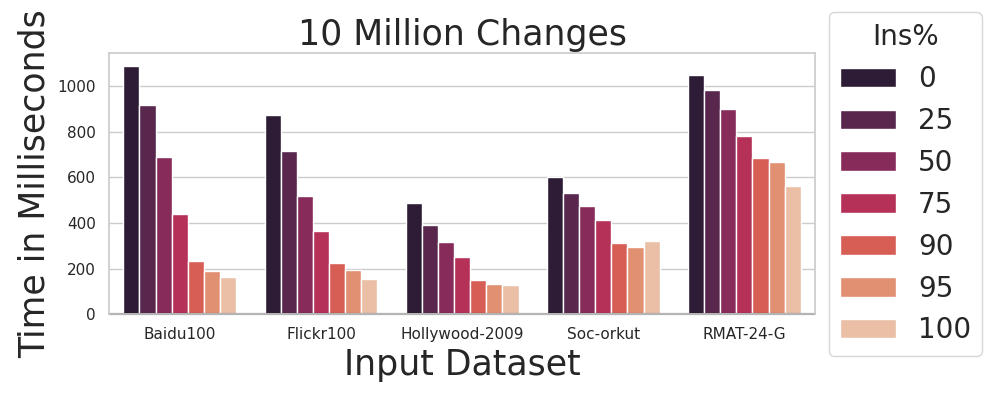 10 Million Changes
Time in Milliseconds
1000
800
600
400
200
0
Baidu100
Flickr100
Hollywood-2009
Soc-orkut
RMAT-24-G
Input Dataset
Ins%
0
25
50
75
90
95
100